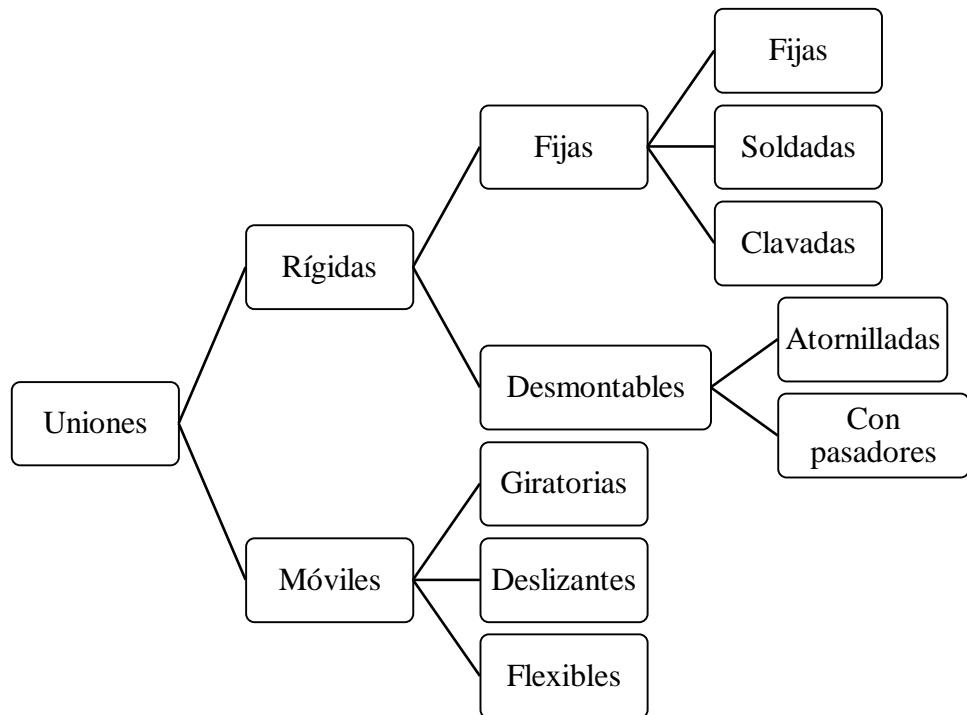 Uniones
Rígidas
Fijas
Fijas
Soldadas
Clavadas
Desmontables
Atornilladas
Con
pasadores
Móviles
Giratorias
Deslizantes
Flexibles